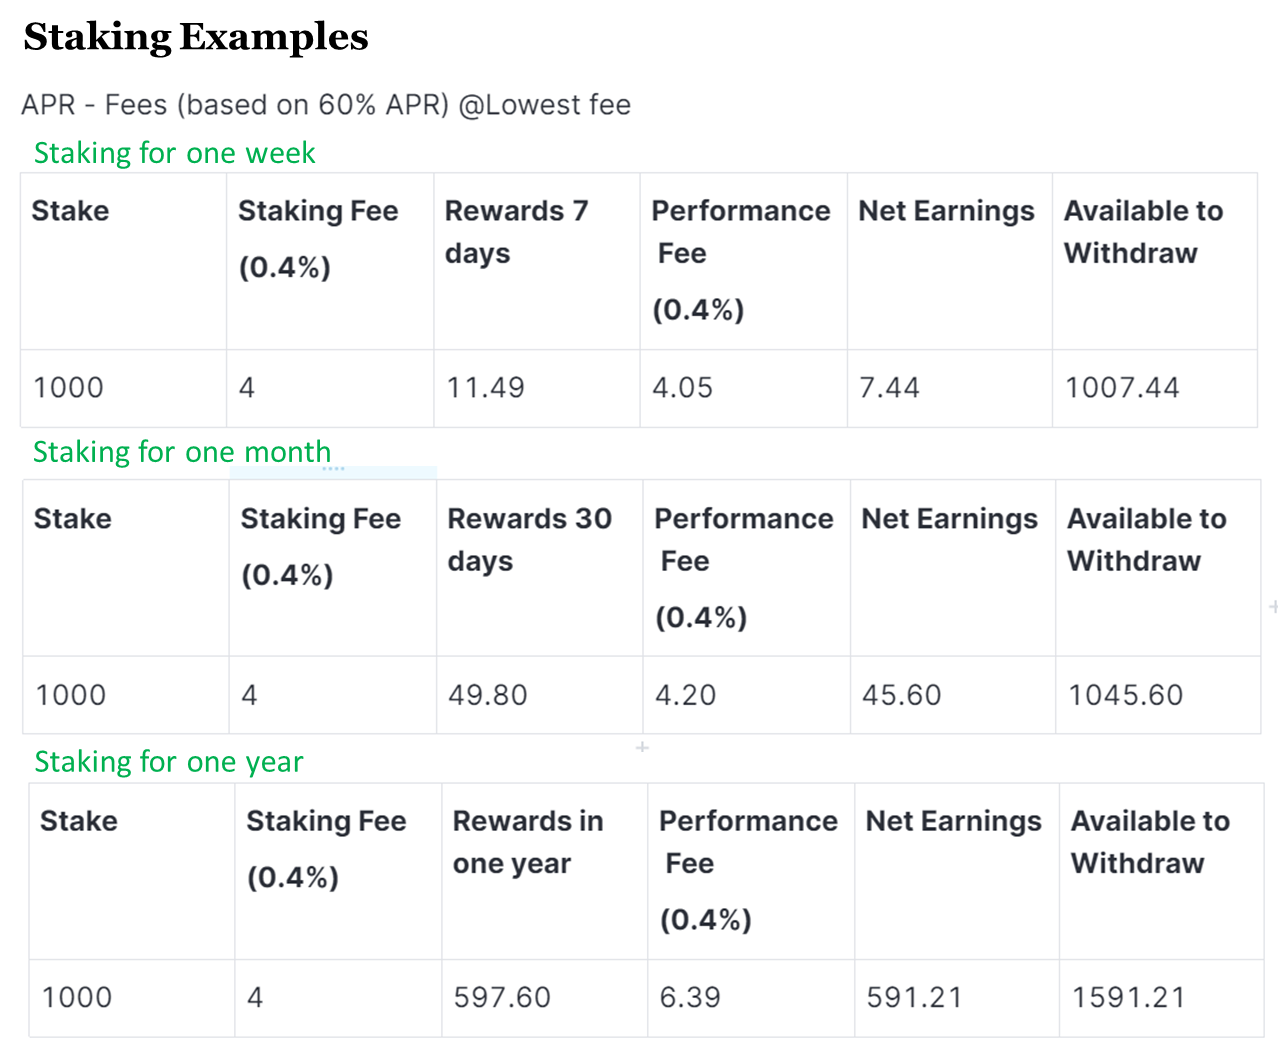 Staking Examples
APR - Fees (based on 60% APR) @Lowest fee
Staking for one week
Stake Staking Fee Rewards 7 Performance Net Earnings Available to
(0.4%) days Fee Withdraw
(0.4%)
1000 4 11.49 4.05 7.44 1007.44
Staking for one month
Stake Staking Fee Rewards 30 Performance Net Earnings Available to
(0.4%) days Fee Withdraw
(0.4%)
1000 4 49.80 4.20 45.60 1045.60
Staking for one year
Stake Staking Fee Rewards in Performance Net Earnings Available to
(0.4%) one year Fee Withdraw
(0.4%)
1000 4 597.60 6.39 591.21 1591.21